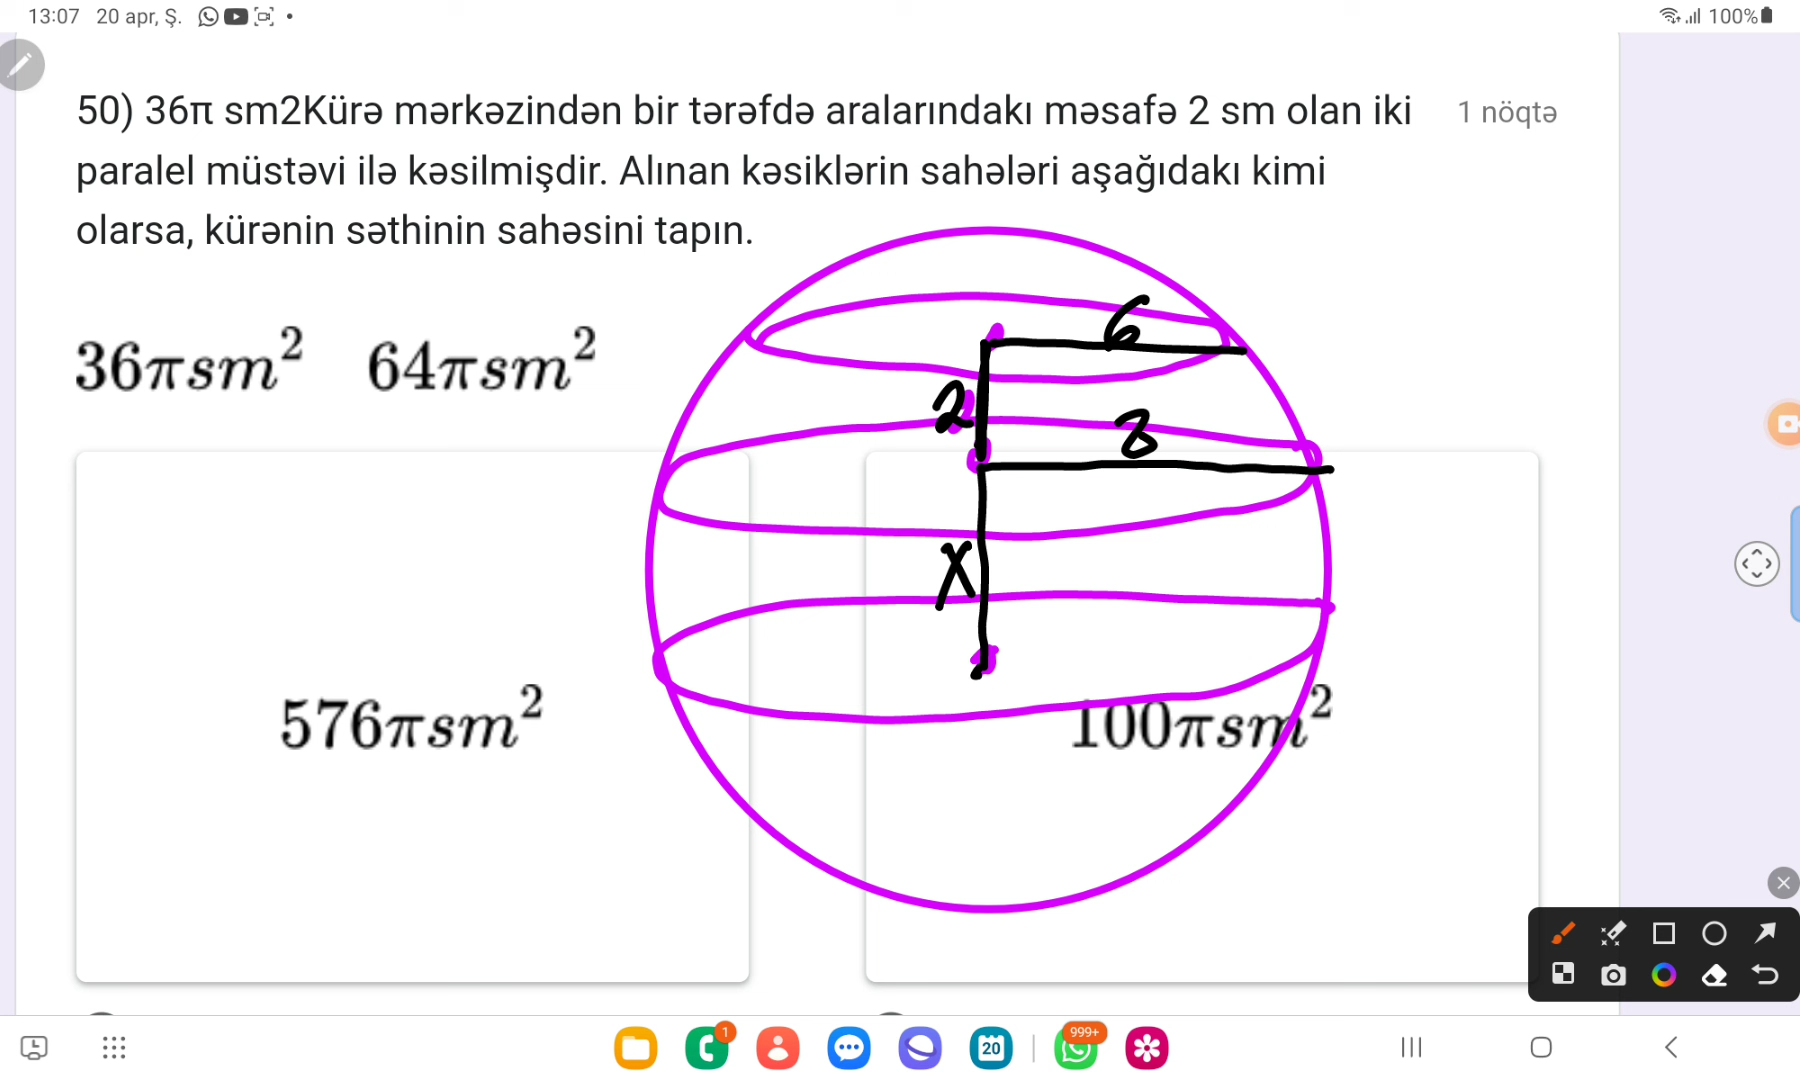 13:07 20 apr, Ş. 100%
50) 36π sm2Kürə mərkəzindən bir tərəfdə aralarındakı məsafə 2 sm olan iki
1 nöqtə
paralel müstəvi ilə kəsilmişdir. Alınan kəsiklərin sahələri aşağıdakı kimi
olarsa, kürənin səthinin sahəsini tapın.
36πsm² 64πsm²
6
2
8
x
576πsm²
100πsm²
1
20
999+